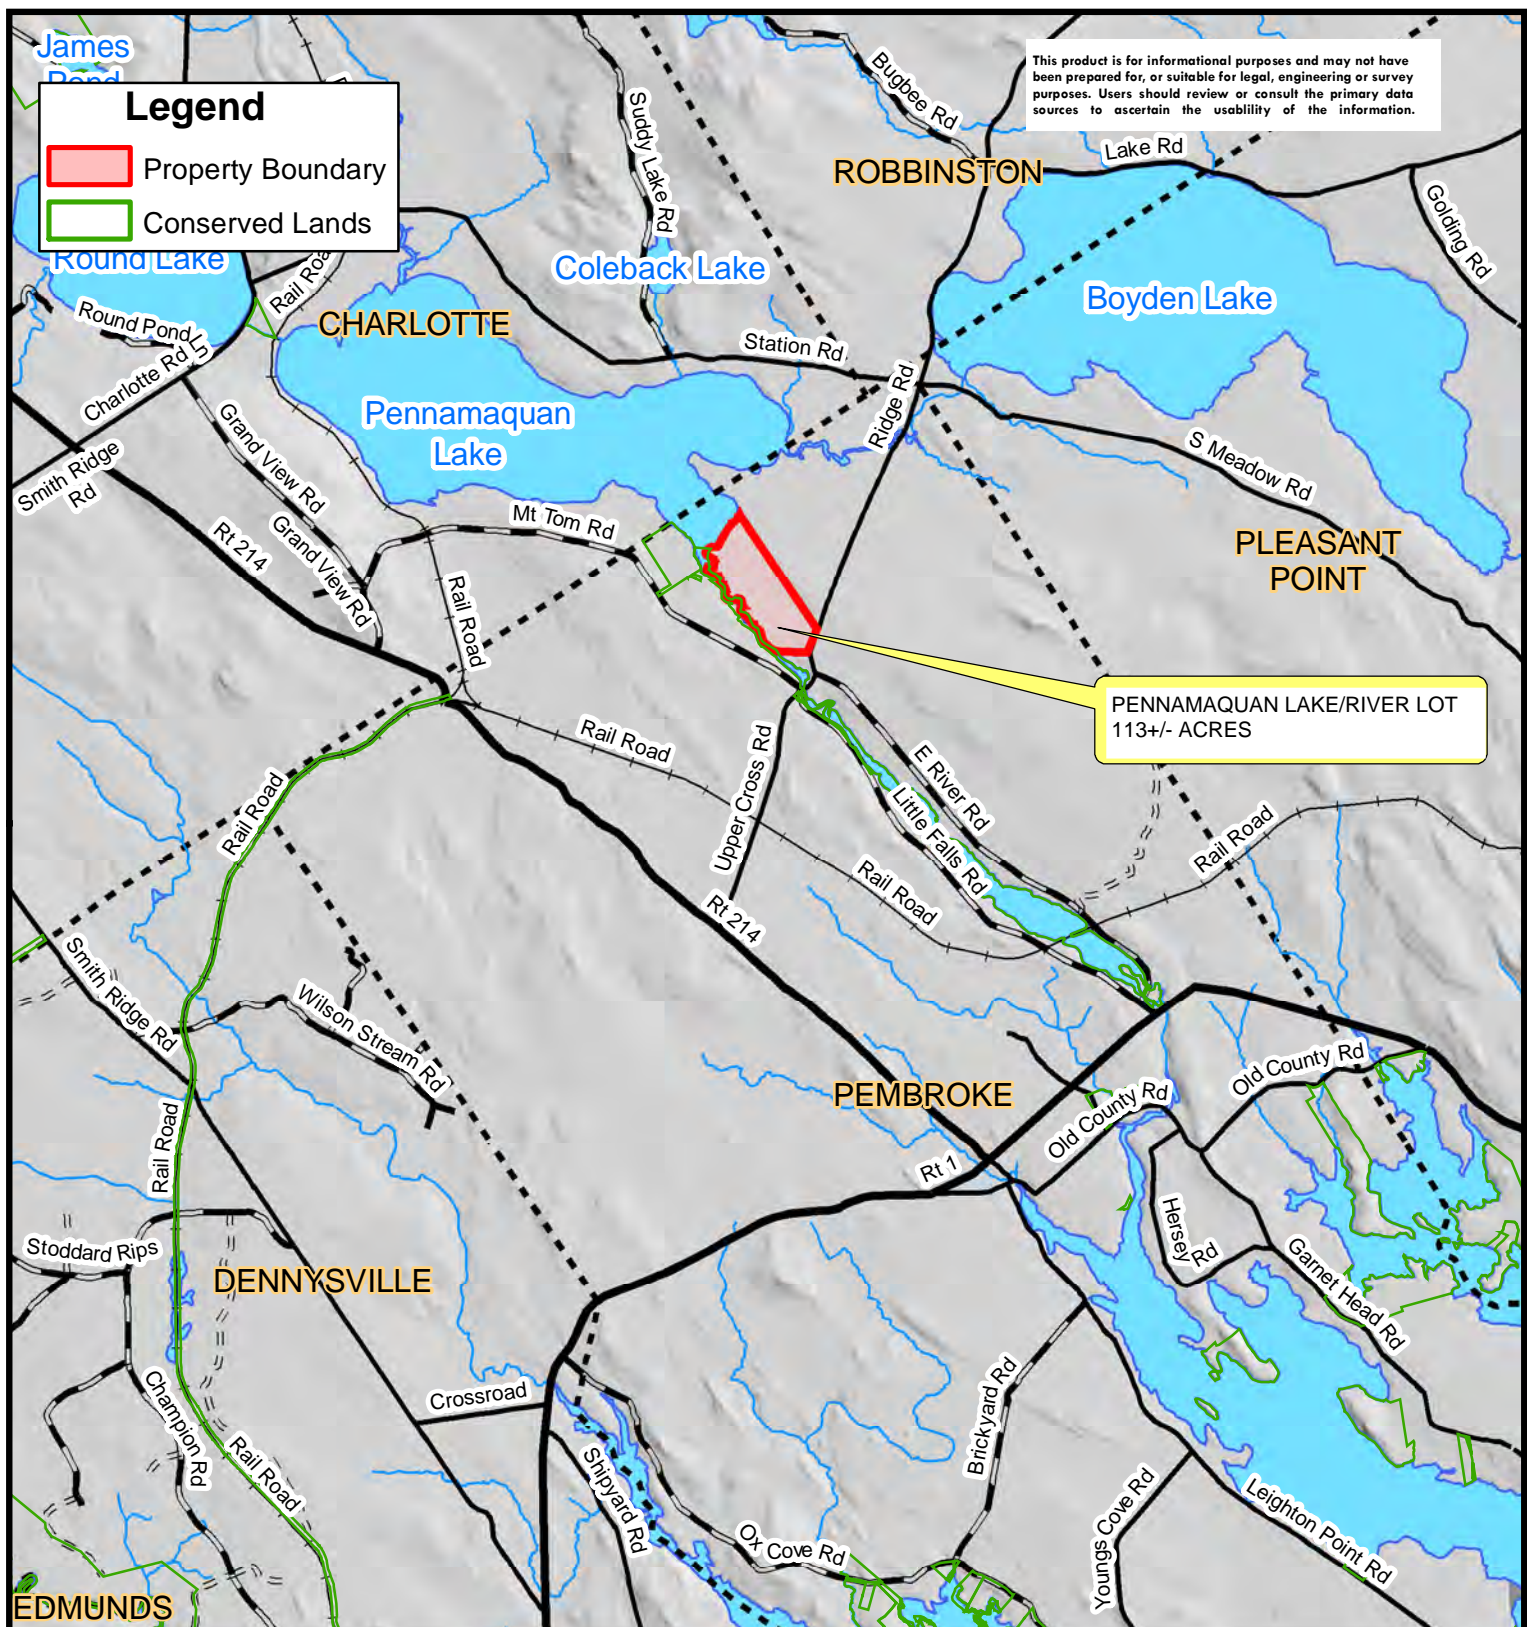 James
Pond
Legend
Property Boundary
Conserved Lands
This product is for informational purposes and may not have
been prepared for, or suitable for legal, engineering or survey
purposes. Users should review or consult the primary data
sources to ascertain the usablility of the information.
Bugbee Rd
Suddy Lake Rd
ROBBINSTON
Lake Rd
Golding Rd
Round Lake
Rail Roa
Coleback Lake
Boyden Lake
Round Pond Ln
CHARLOTTE
Station Rd
Charlotte Rd
Ridge Rd
Pennamaquan
Lake
Grand View Rd
S Meadow Rd
Smith Ridge
Rd
Mt Tom Rd
Rt 214
Grand View Rd
PLEASANT
POINT
Rail Road
PENNAMAQUAN LAKE/RIVER LOT
113+/- ACRES
Rail Road
Upper Cross Rd
E River Rd
Rail Road
Little Falls Rd
Rail Road
Rail Road
Rt 214
Smith Ridge Rd
Wilson Stream Rd
Old County Rd
PEMBROKE
Old County Rd
Rail Road
Rt 1
Hersey
Rd
Stoddard Rips
Garnet Head Rd
DENNYSVILLE
Crossroad
Brickyard Rd
Champion Rd
Rail Road
Shipyard Rd
Youngs Cove Rd
Leighton Point Rd
Ox Cove Rd
EDMUNDS